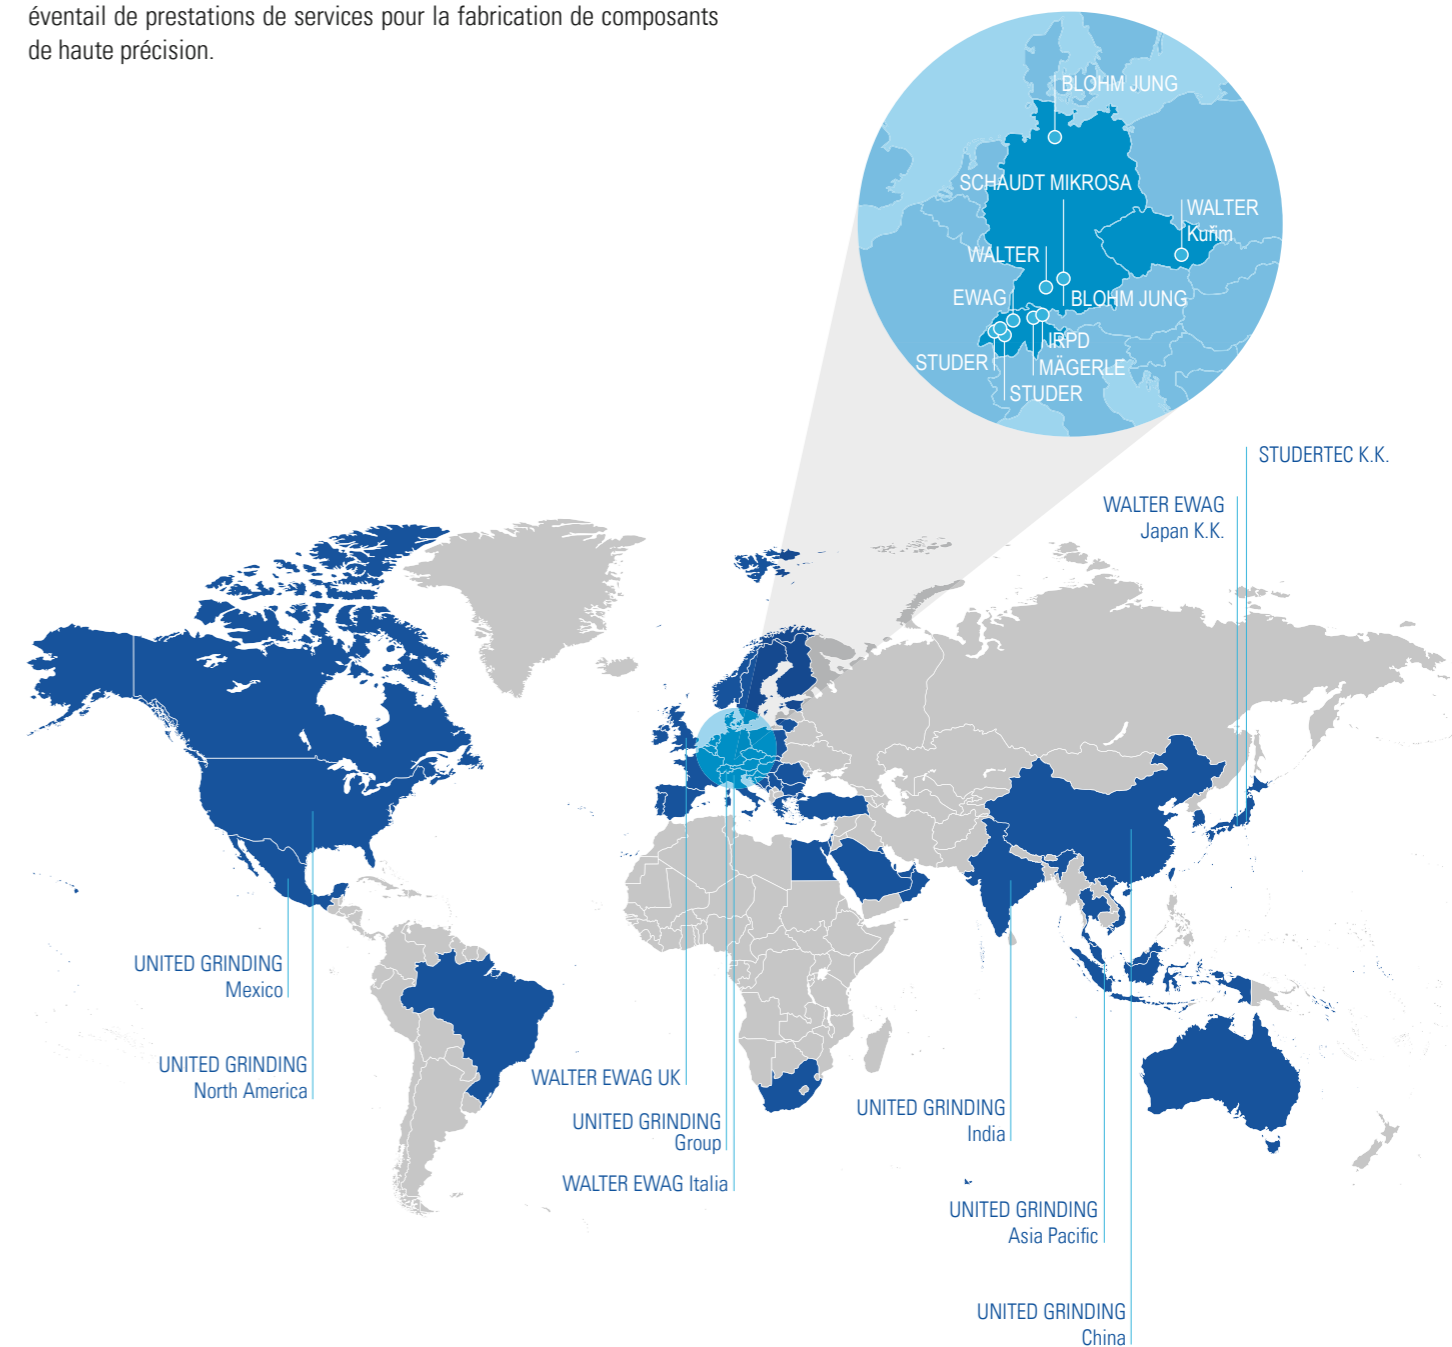 éventail de prestations de services pour la fabrication de composants
de haute précision.
BLOHM JUNG
SCHAUDT MIKROSA
WALTER
Kuřim
WALTER
EWAG
BLOHM JUNG
IRPD
STUDER
MÄGERLE
STUDER
STUDERTEC K.K.
WALTER EWAG
Japan K.K.
UNITED GRINDING
Mexico
UNITED GRINDING
North America
WALTER EWAG UK
UNITED GRINDING
Group
WALTER EWAG Italia
UNITED GRINDING
India
UNITED GRINDING
Asia Pacific
UNITED GRINDING
China